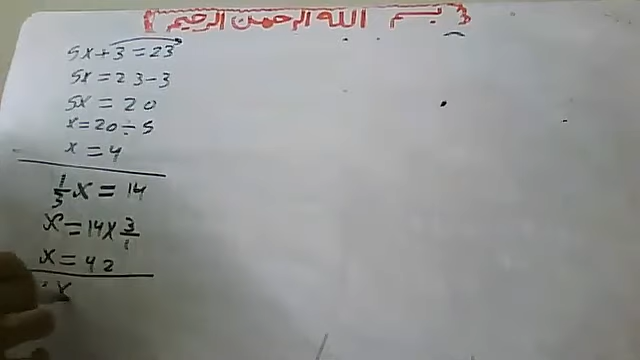 بسم الله الرحمن الرحيم
5x+3=23
5x=23-3
5x=20
x=20÷5
x=4
1/3 x=14
x=14x 3/1
x=42
x